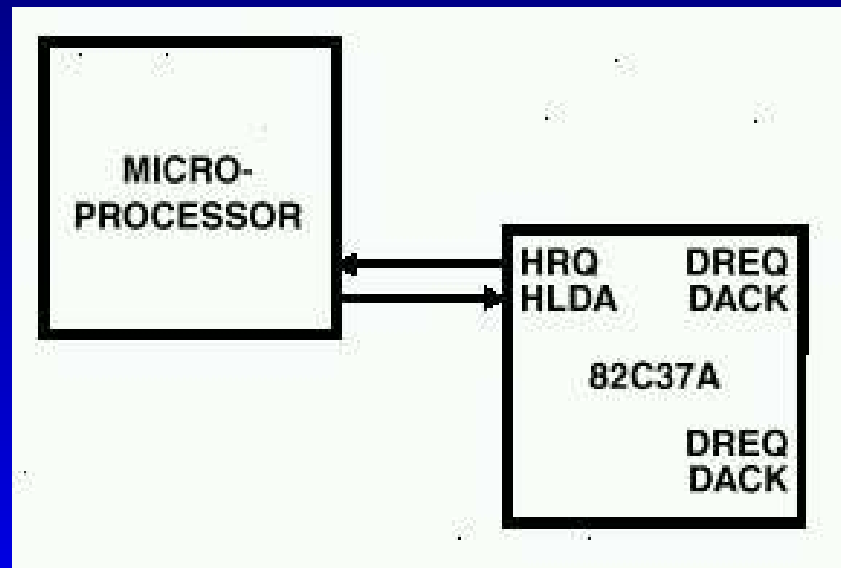 MICRO-
PROCESSOR
HRQ DREQ
HLDA DACK
82C37A
DREQ
DACK